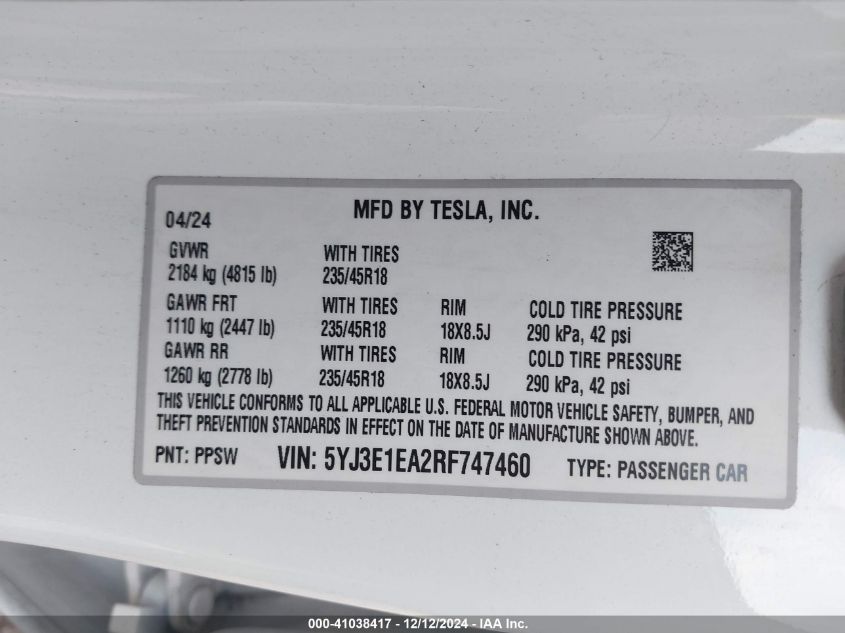 04/24 MFD BY TESLA, INC.
GVWR WITH TIRES
2184 kg (4815 lb) 235/45R18
GAWR FRT WITH TIRES RIM COLD TIRE PRESSURE
1110 kg (2447 lb) 235/45R18 18X8.5J 290 kPa, 42 psi
GAWR RR WITH TIRES RIM COLD TIRE PRESSURE
1260 kg (2778 lb) 235/45R18 18X8.5J 290 kPa, 42 psi
THIS VEHICLE CONFORMS TO ALL APPLICABLE U.S. FEDERAL MOTOR VEHICLE SAFETY, BUMPER, AND
THEFT PREVENTION STANDARDS IN EFFECT ON THE DATE OF MANUFACTURE SHOWN ABOVE.
PNT: PPSW VIN: 5YJ3E1EA2RF747460 TYPE: PASSENGER CAR
000-41038417 - 12/12/2024 - IAA Inc.